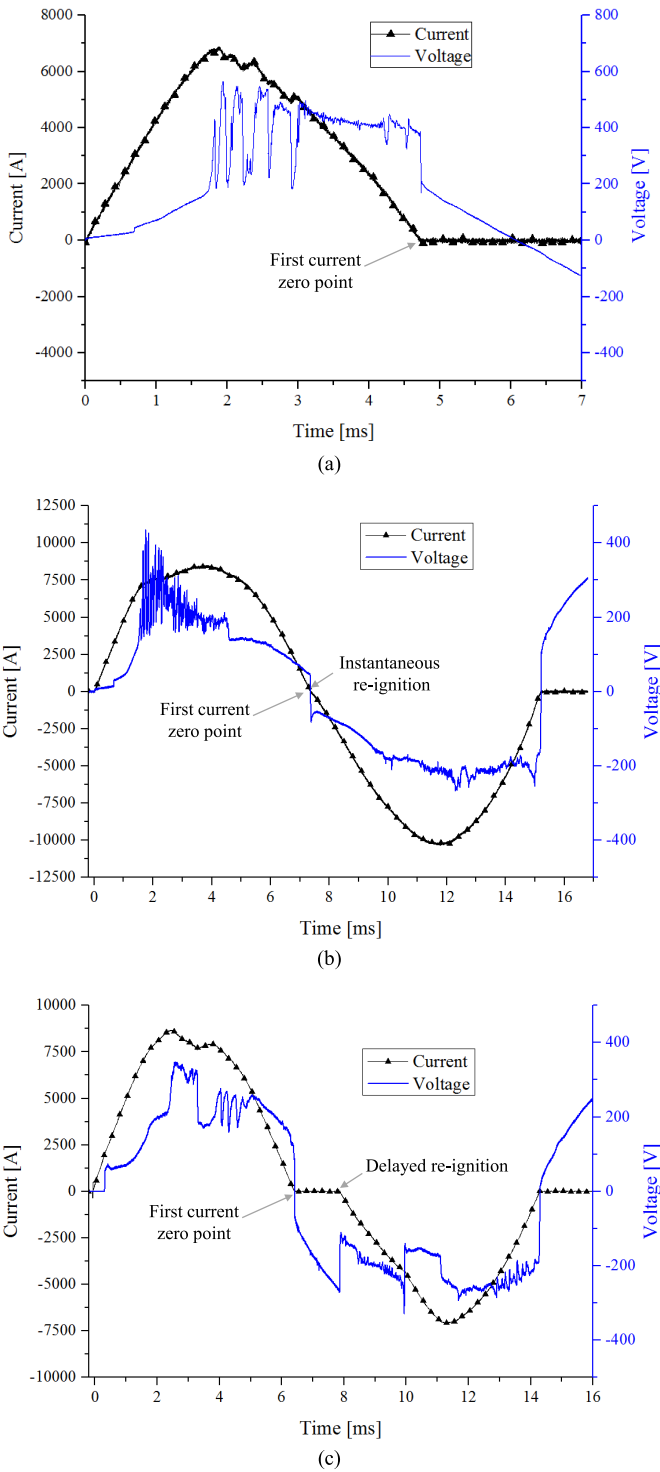 8000
6000
4000
2000
0
-2000
-4000
Current [A]
Current
Voltage
800
600
400
200
0
-200
-400
Voltage [V]
First current
zero point
0 1 2 3 4 5 6 7
Time [ms]
(a)
12500
10000
7500
5000
2500
0
-2500
-5000
-7500
-10000
-12500
Current [A]
Current
Voltage
400
200
0
-200
-400
Voltage [V]
Instantaneous
re-ignition
First current
zero point
0 2 4 6 8 10 12 14 16
Time [ms]
(b)
10000
7500
5000
2500
0
-2500
-5000
-7500
-10000
Current [A]
Current
Voltage
400
200
0
-200
-400
Voltage [V]
Delayed re-ignition
First current
zero point
0 2 4 6 8 10 12 14 16
Time [ms]
(c)